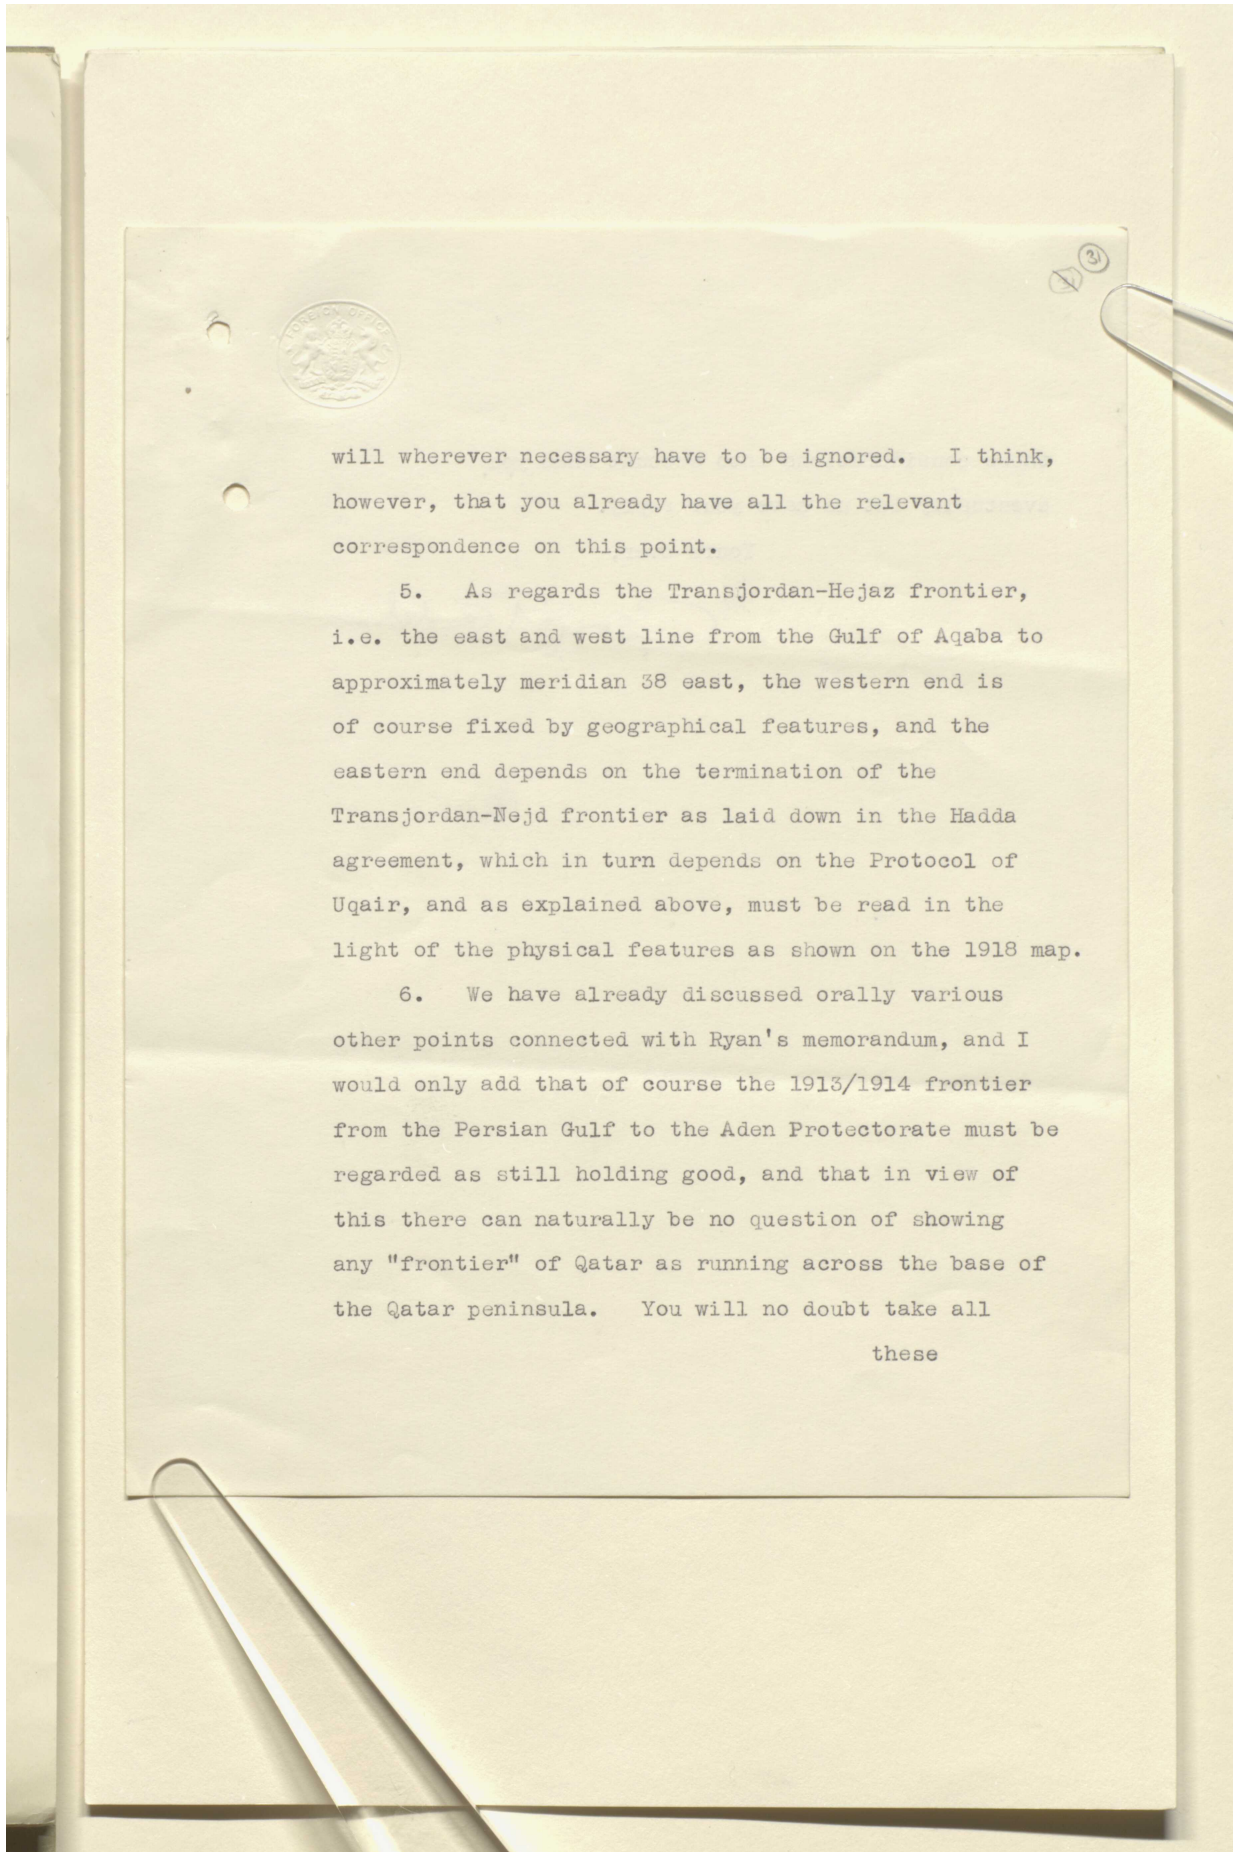 31
FOREIGN OFFICE
will wherever necessary have to be ignored. I think,
however, that you already have all the relevant
correspondence on this point.
5. As regards the Transjordan-Hejaz frontier,
i.e. the east and west line from the Gulf of Aqaba to
approximately meridian 38 east, the western end is
of course fixed by geographical features, and the
eastern end depends on the termination of the
Transjordan-Nejd frontier as laid down in the Hadda
agreement, which in turn depends on the Protocol of
Uqair, and as explained above, must be read in the
light of the physical features as shown on the 1918 map.
6. We have already discussed orally various
other points connected with Ryan's memorandum, and I
would only add that of course the 1913/1914 frontier
from the Persian Gulf to the Aden Protectorate must be
regarded as still holding good, and that in view of
this there can naturally be no question of showing
any "frontier" of Qatar as running across the base of
the Qatar peninsula. You will no doubt take all
these